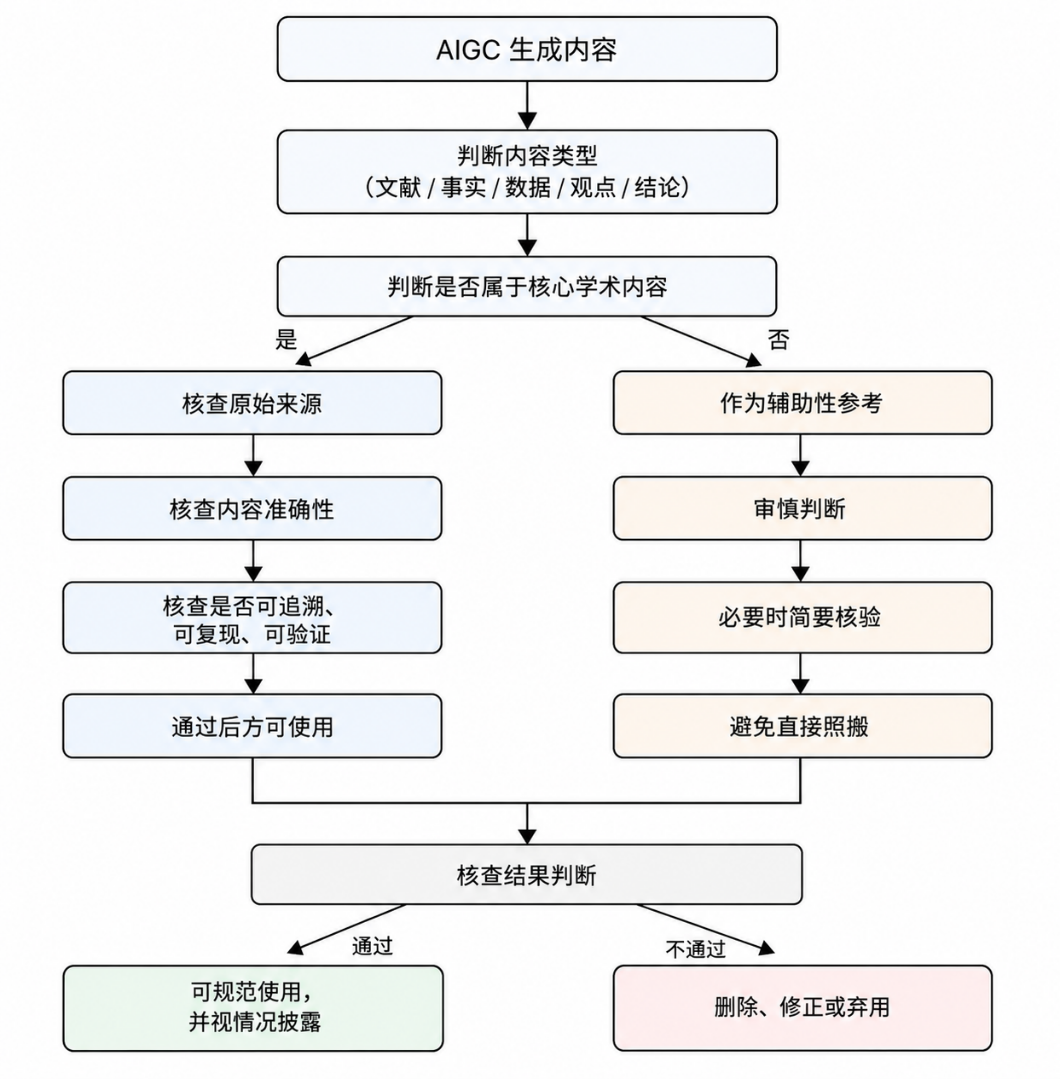 AIGC 生成内容
判断内容类型
（文献 / 事实 / 数据 / 观点 / 结论）
判断是否属于核心学术内容
是
否
核查原始来源
作为辅助性参考
核查内容准确性
审慎判断
核查是否可追溯、
可复现、可验证
必要时简要核验
通过后方可使用
避免直接照搬
核查结果判断
通过
不通过
可规范使用，
并视情况披露
删除、修正或弃用